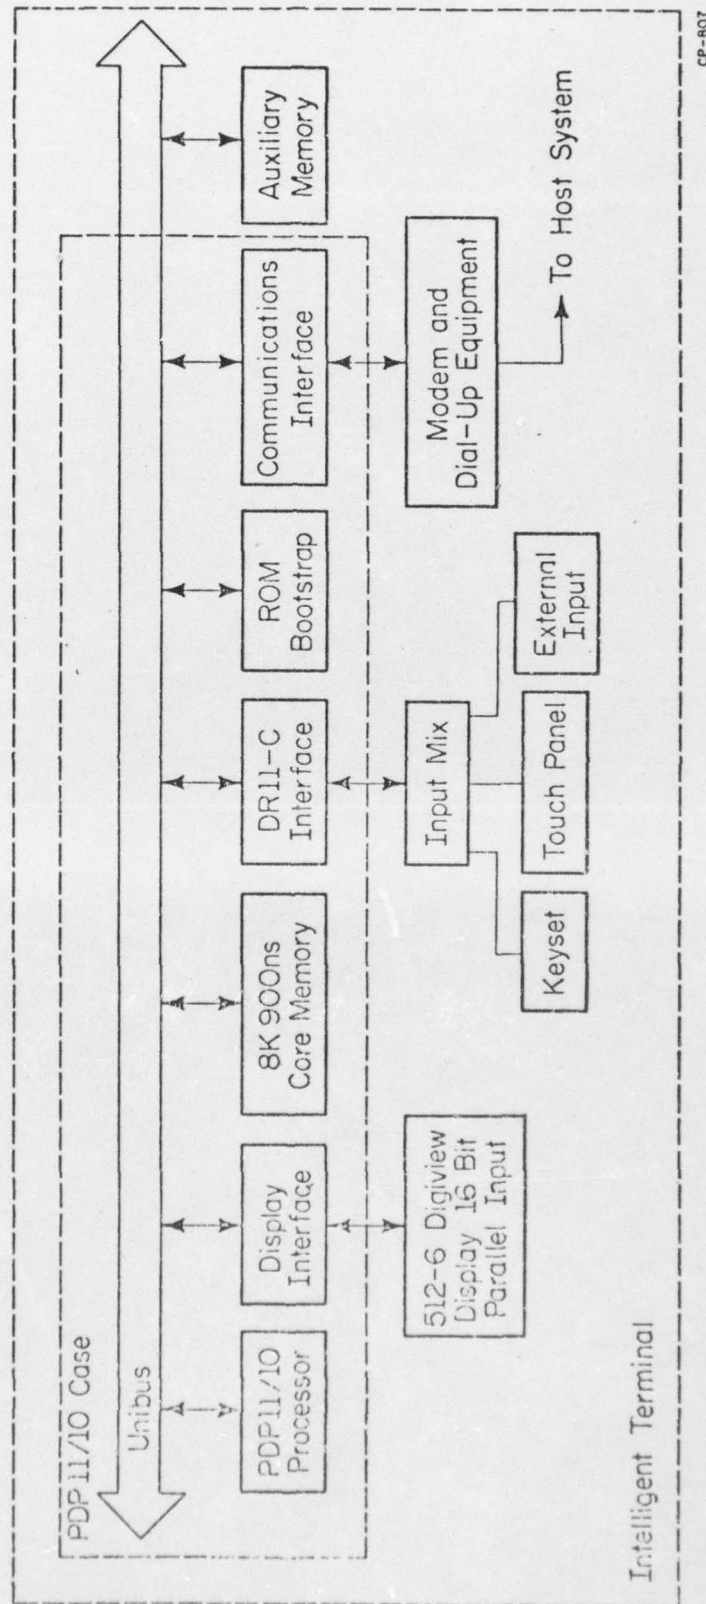 PDP 11/10 Case
Unibus
PDP11/10
Processor
Display
Interface
8K 900ns
Core Memory
DR11-C
Interface
ROM
Bootstrap
Communications
Interface
Auxiliary
Memory
512-6 Digiview
Display 16 Bit
Parallel Input
Input Mix
Modem and
Dial-Up Equipment
Keyset
Touch Panel
External
Input
To Host System
Intelligent Terminal
CP-807